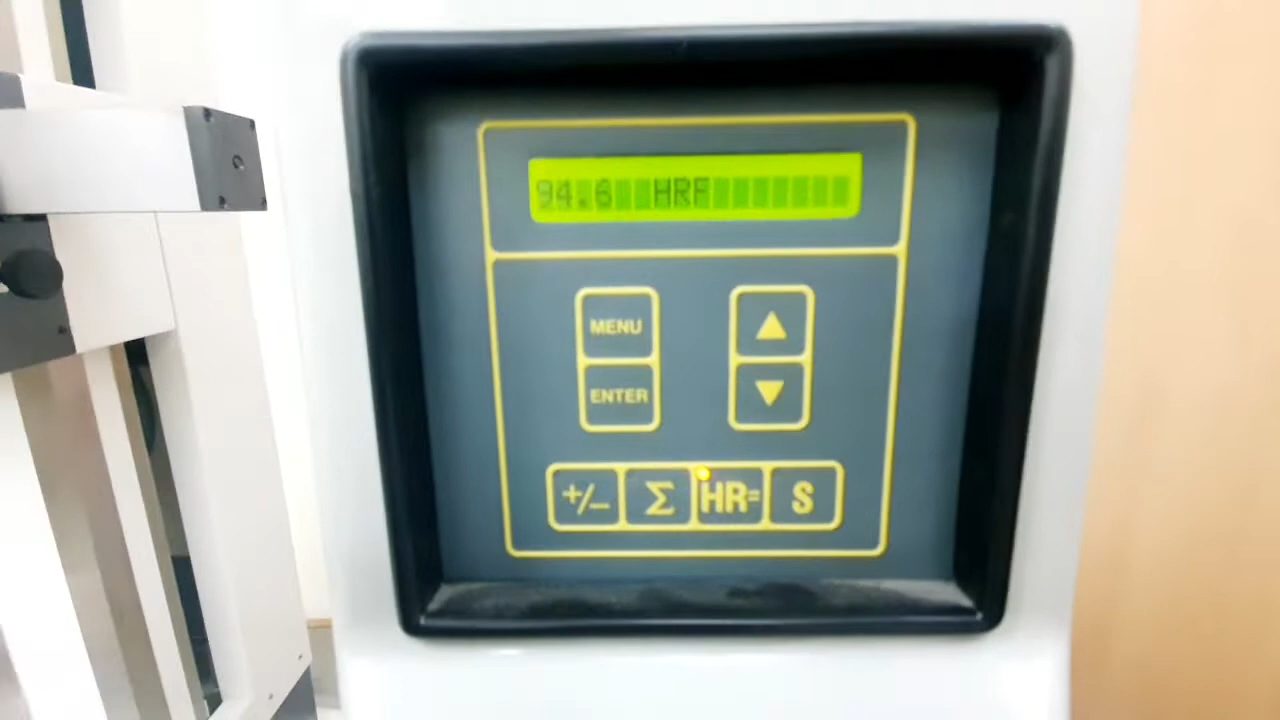 94.6 HRF
MENU
ENTER
+/− Σ HR= S